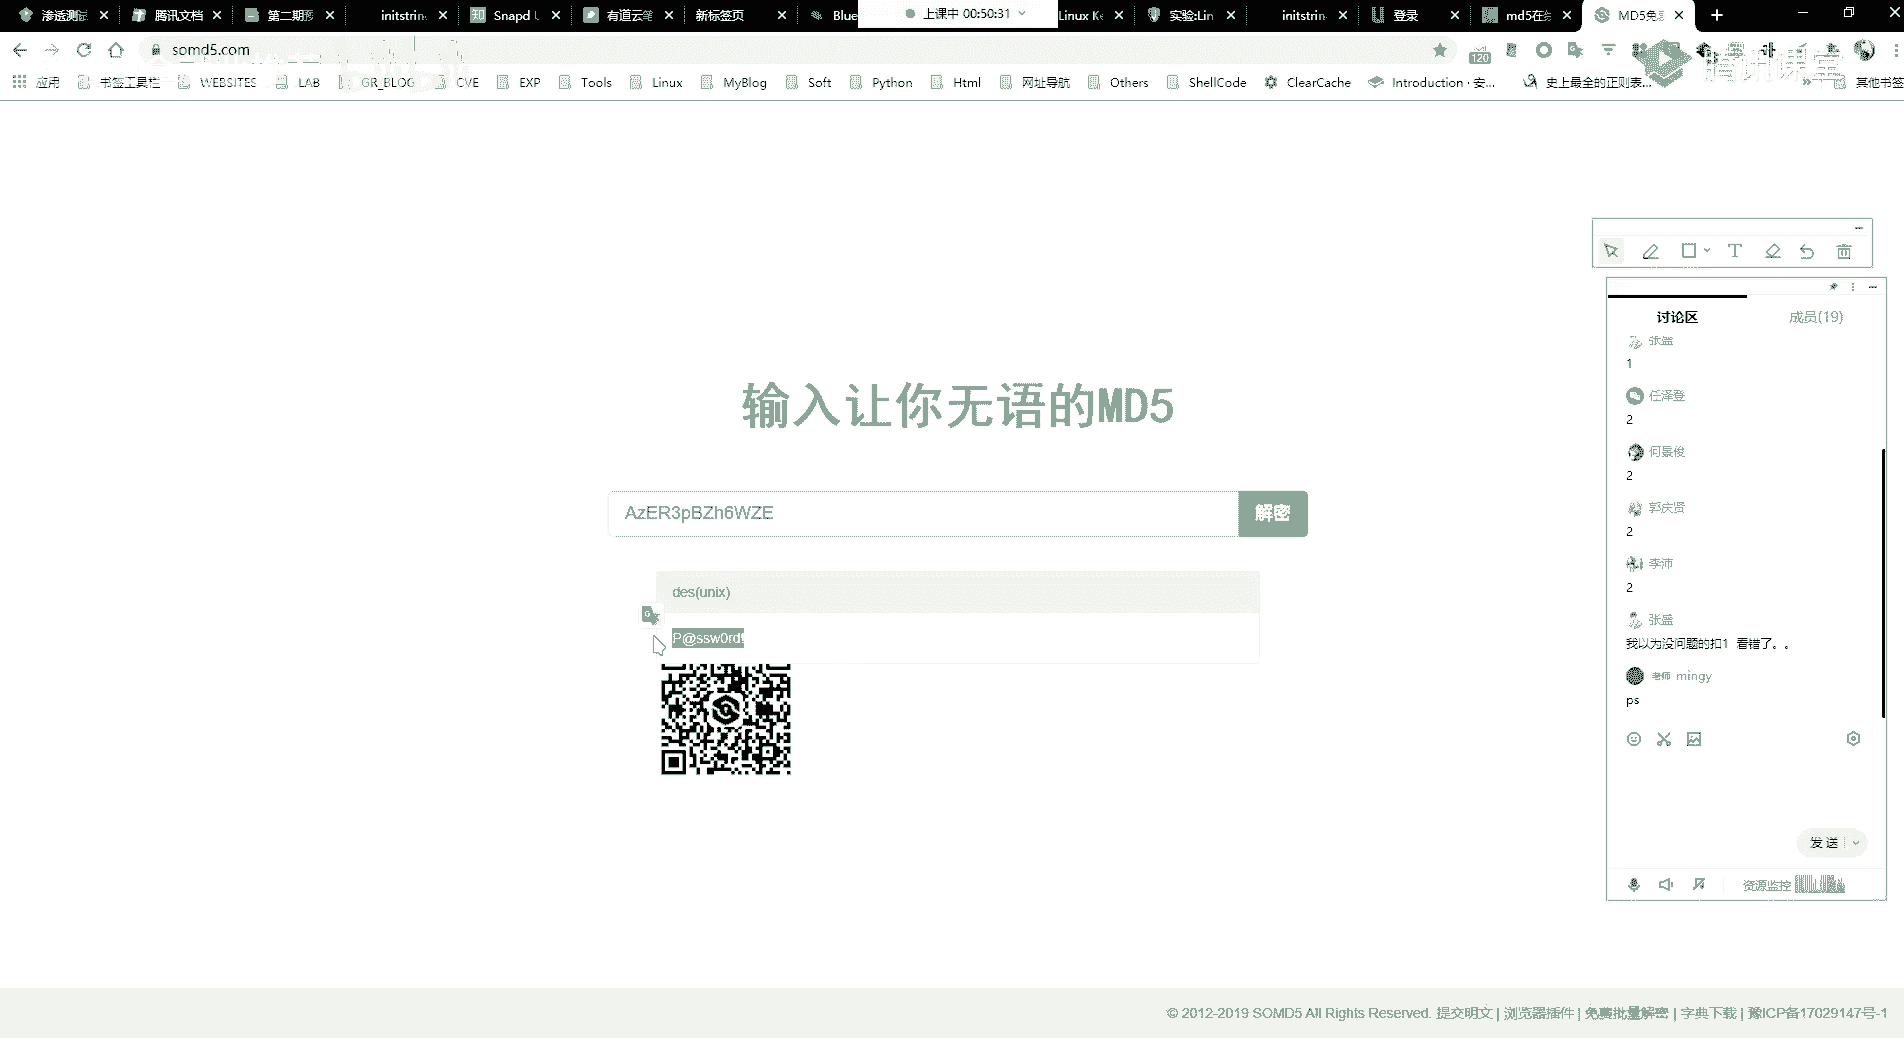 渗透测试
腾讯文档
第二期预
initstrin
Snapd U
有道云笔
新标签页
Blue
上课中 00:50:31
Linux Ke
实验:Lin
initstrin
登录
md5在线
MD5免费
somd5.com
120
应用
书签工具栏
WEBSITES
LAB
GR_BLOG
CVE
EXP
Tools
Linux
MyBlog
Soft
Python
Html
网址导航
Others
ShellCode
ClearCache
Introduction · 安...
史上最全的正则表...
其他书签
腾讯课堂
输入让你无语的MD5
AzER3pBZh6WZE
解密
des(unix)
P@ssw0rd!
讨论区
成员(19)
张盛
1
任泽登
2
何景俊
2
郭庆贤
2
李沛
2
张盛
我以为没问题的扣1 看错了。。
老师 mingy
ps
发送
资源监控
© 2012-2019 SOMD5 All Rights Reserved. 提交明文 | 浏览器插件 | 免费批量解密 | 字典下载 | 豫ICP备17029147号-1